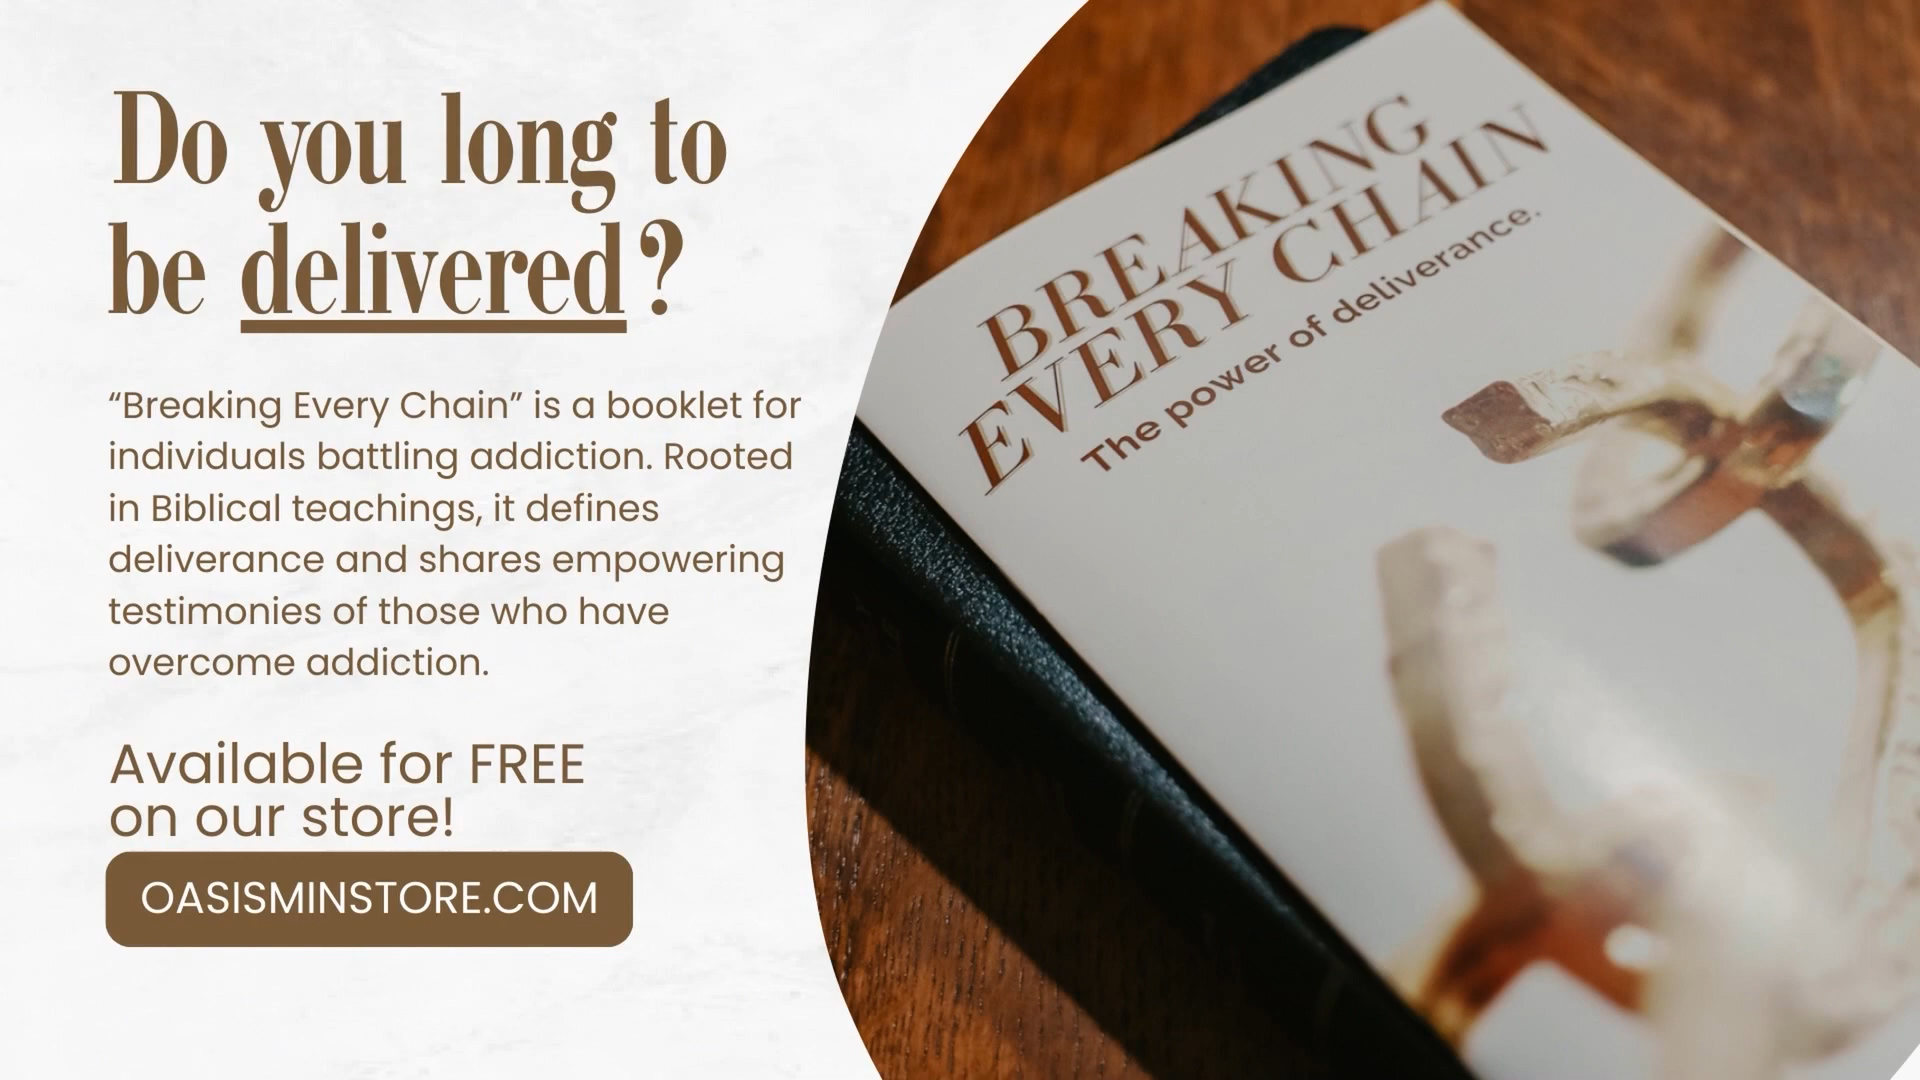 Do you long to
be delivered?
“Breaking Every Chain” is a booklet for
individuals battling addiction. Rooted
in Biblical teachings, it defines
deliverance and shares empowering
testimonies of those who have
overcome addiction.
Available for FREE
on our store!
OASISMINSTORE.COM
BREAKING
EVERY CHAIN
The power of deliverance.